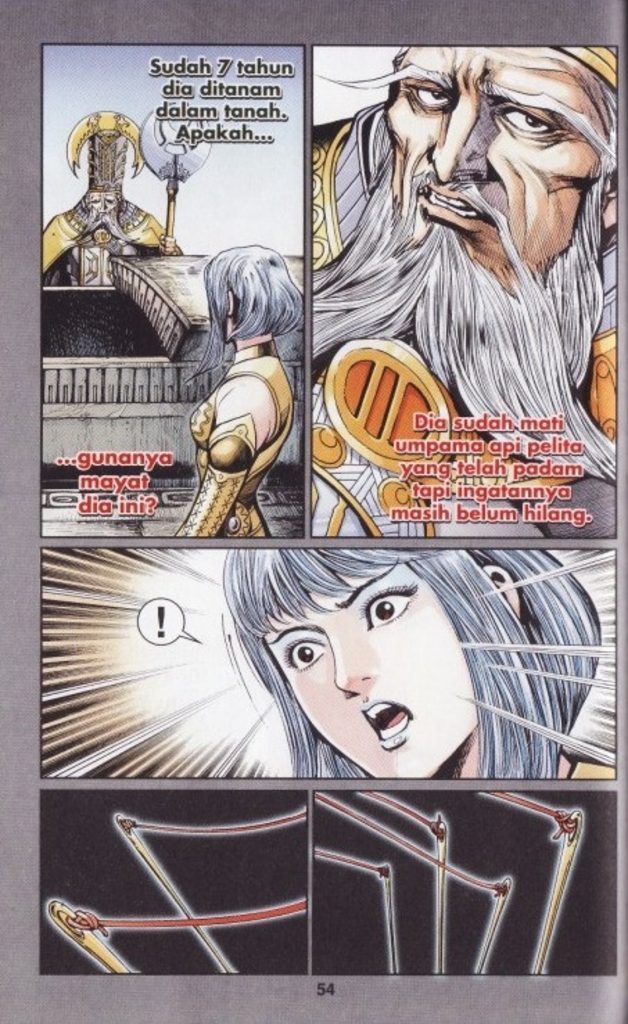 Sudah 7 tahun
dia ditanam
dalam tanah.
Apakah...
...gunanya
mayat
dia ini?
Dia sudah mati
umpama api pelita
yang telah padam
tapi ingatannya
masih belum hilang.
!
54